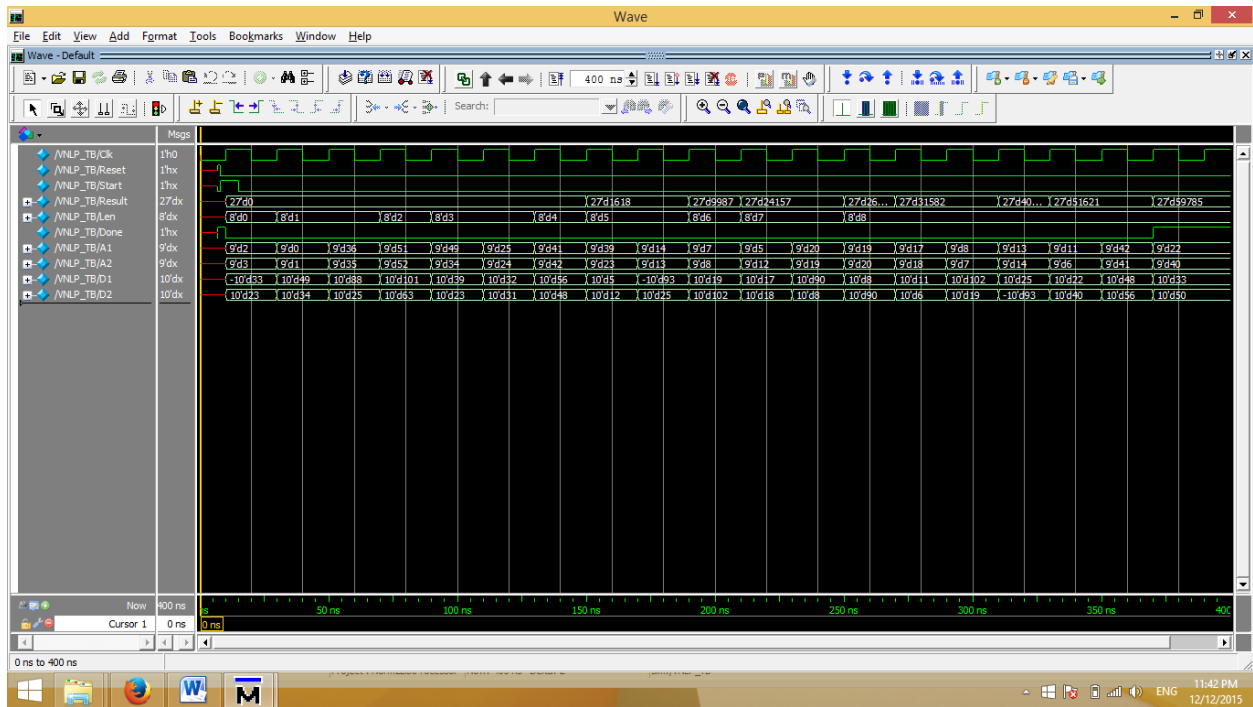 Wave
File Edit View Add Format Tools Bookmarks Window Help
Wave - Default
400 ns
Search:
Msgs
/VNLP_TB/Clk 1'h0
/VNLP_TB/Reset 1'hx
/VNLP_TB/Start 1'hx
/VNLP_TB/Result 27'dx 27'd0 27'd1618 27'd9987 27'd24157 27'd26... 27'd31582 27'd40... 27'd51621 27'd59785
/VNLP_TB/Len 8'dx 8'd0 8'd1 8'd2 8'd3 8'd4 8'd5 8'd6 8'd7 8'd8
/VNLP_TB/Done 1'hx
/VNLP_TB/A1 9'dx 9'd2 9'd0 9'd36 9'd51 9'd49 9'd25 9'd41 9'd39 9'd14 9'd7 9'd5 9'd20 9'd19 9'd17 9'd8 9'd13 9'd11 9'd42 9'd22
/VNLP_TB/A2 9'dx 9'd3 9'd1 9'd35 9'd52 9'd34 9'd24 9'd42 9'd23 9'd13 9'd8 9'd12 9'd19 9'd20 9'd18 9'd7 9'd14 9'd6 9'd41 9'd40
/VNLP_TB/D1 10'dx -10'd33 10'd49 10'd88 10'd101 10'd39 10'd32 10'd56 10'd5 -10'd93 10'd19 10'd17 10'd90 10'd8 10'd11 10'd102 10'd25 10'd22 10'd48 10'd33
/VNLP_TB/D2 10'dx 10'd23 10'd34 10'd25 10'd63 10'd23 10'd31 10'd48 10'd12 10'd25 10'd102 10'd18 10'd8 10'd90 10'd6 10'd19 -10'd93 10'd40 10'd56 10'd50
Now 400 ns ns 50 ns 100 ns 150 ns 200 ns 250 ns 300 ns 350 ns 400
Cursor 1 0 ns 0 ns
0 ns to 400 ns
ENG 11:42 PM
12/12/2015